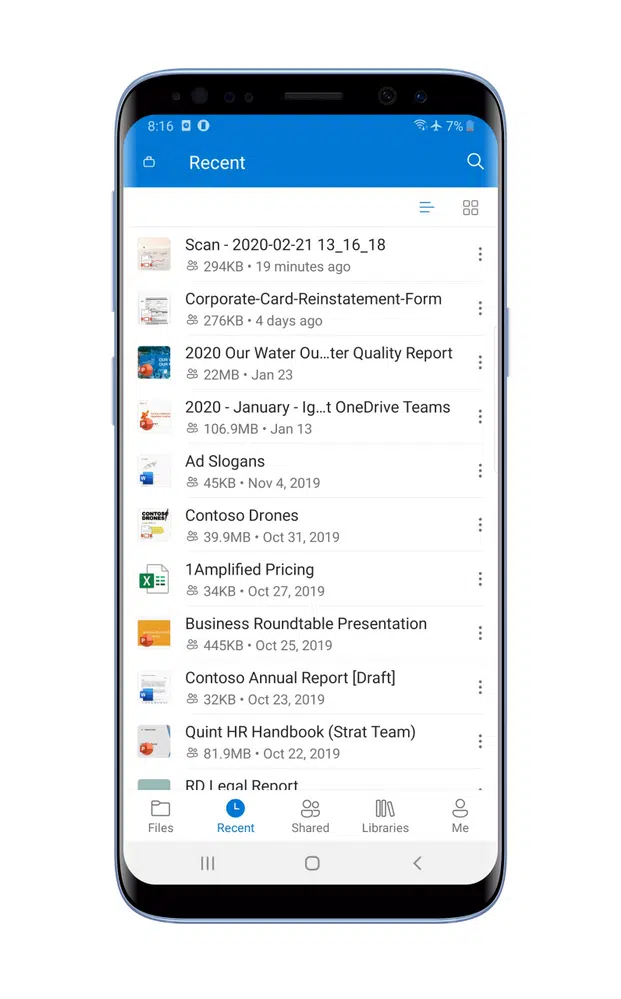 8:16 7%
Recent
Scan - 2020-02-21 13_16_18
294KB • 19 minutes ago
Corporate-Card-Reinstatement-Form
276KB • 4 days ago
2020 Our Water Ou...ter Quality Report
22MB • Jan 23
2020 - January - Ig...t OneDrive Teams
106.9MB • Jan 13
Ad Slogans
45KB • Nov 4, 2019
CONTOSO
DRONES
Contoso Drones
39.9MB • Oct 31, 2019
1Amplified Pricing
34KB • Oct 27, 2019
Business Roundtable Presentation
445KB • Oct 25, 2019
Contoso Annual Report [Draft]
32KB • Oct 23, 2019
Quint HR Handbook (Strat Team)
81.9MB • Oct 22, 2019
RD Legal Report
Files Recent Shared Libraries Me